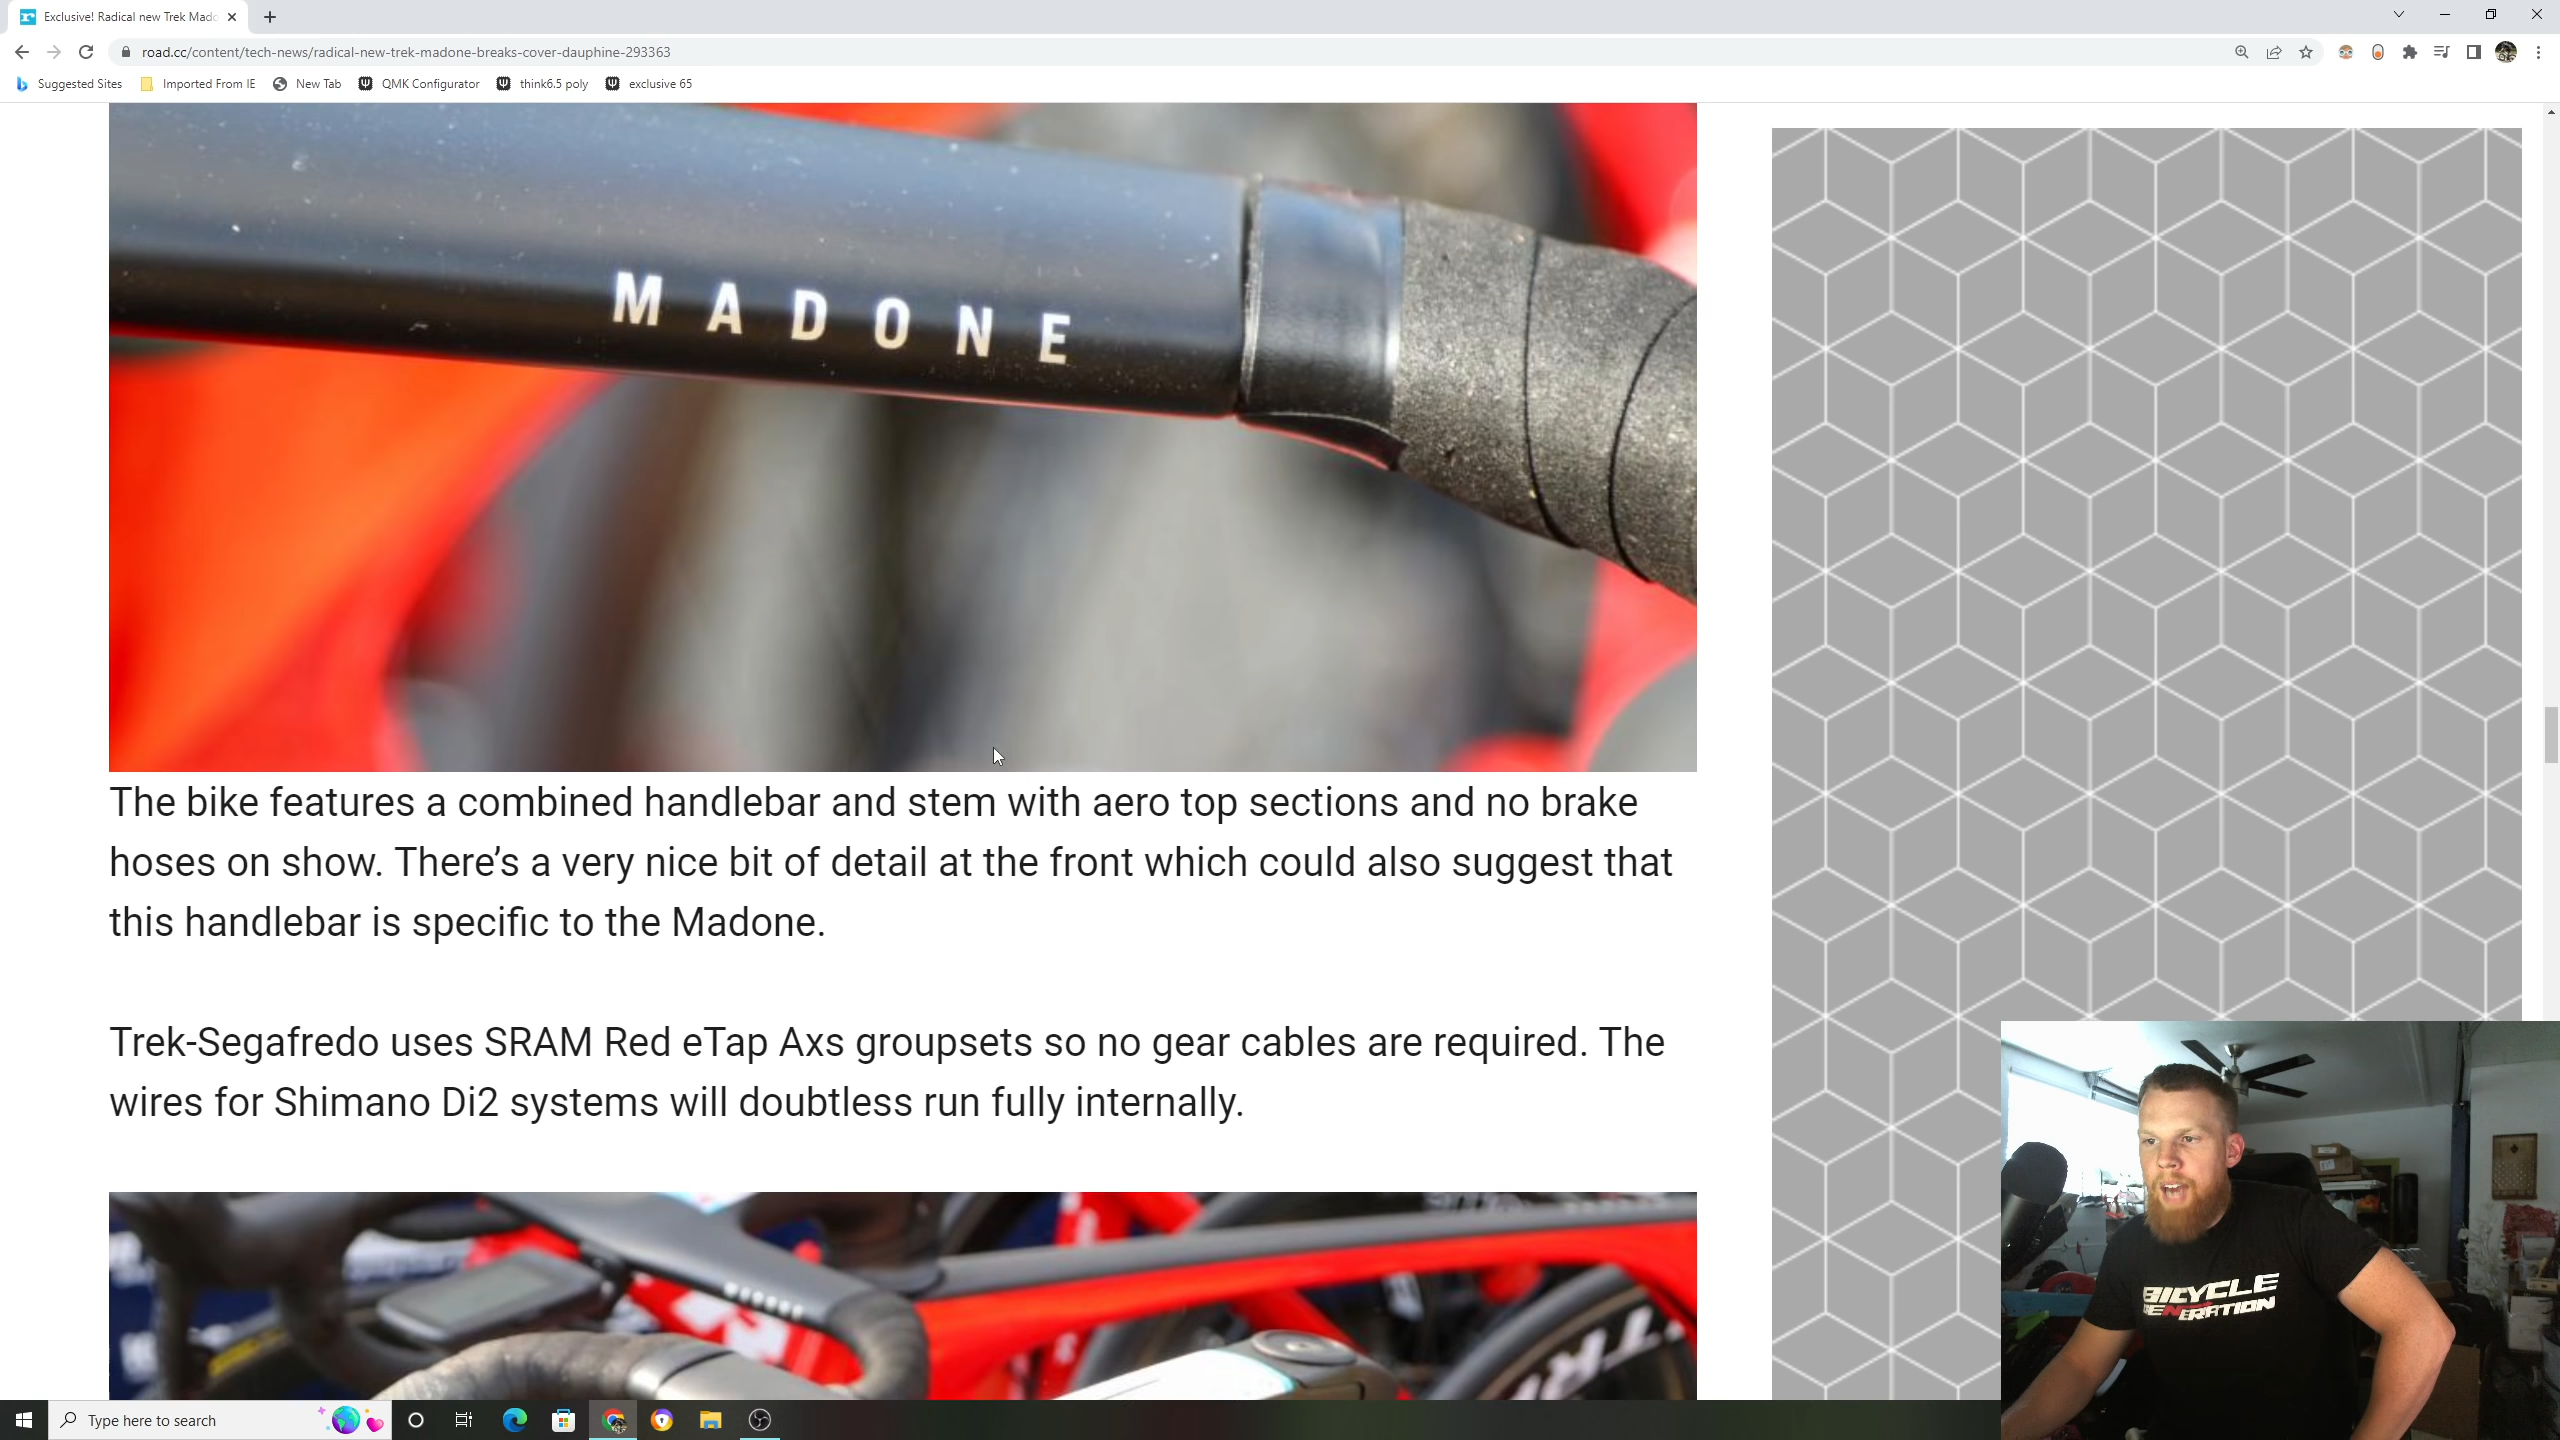 Exclusive! Radical new Trek Mado
road.cc/content/tech-news/radical-new-trek-madone-breaks-cover-dauphine-293363
Suggested Sites
Imported From IE
New Tab
QMK Configurator
think6.5 poly
exclusive 65
MADONE
The bike features a combined handlebar and stem with aero top sections and no brake
hoses on show. There’s a very nice bit of detail at the front which could also suggest that
this handlebar is specific to the Madone.
Trek-Segafredo uses SRAM Red eTap Axs groupsets so no gear cables are required. The
wires for Shimano Di2 systems will doubtless run fully internally.
BICYCLE
GENERATION
Type here to search